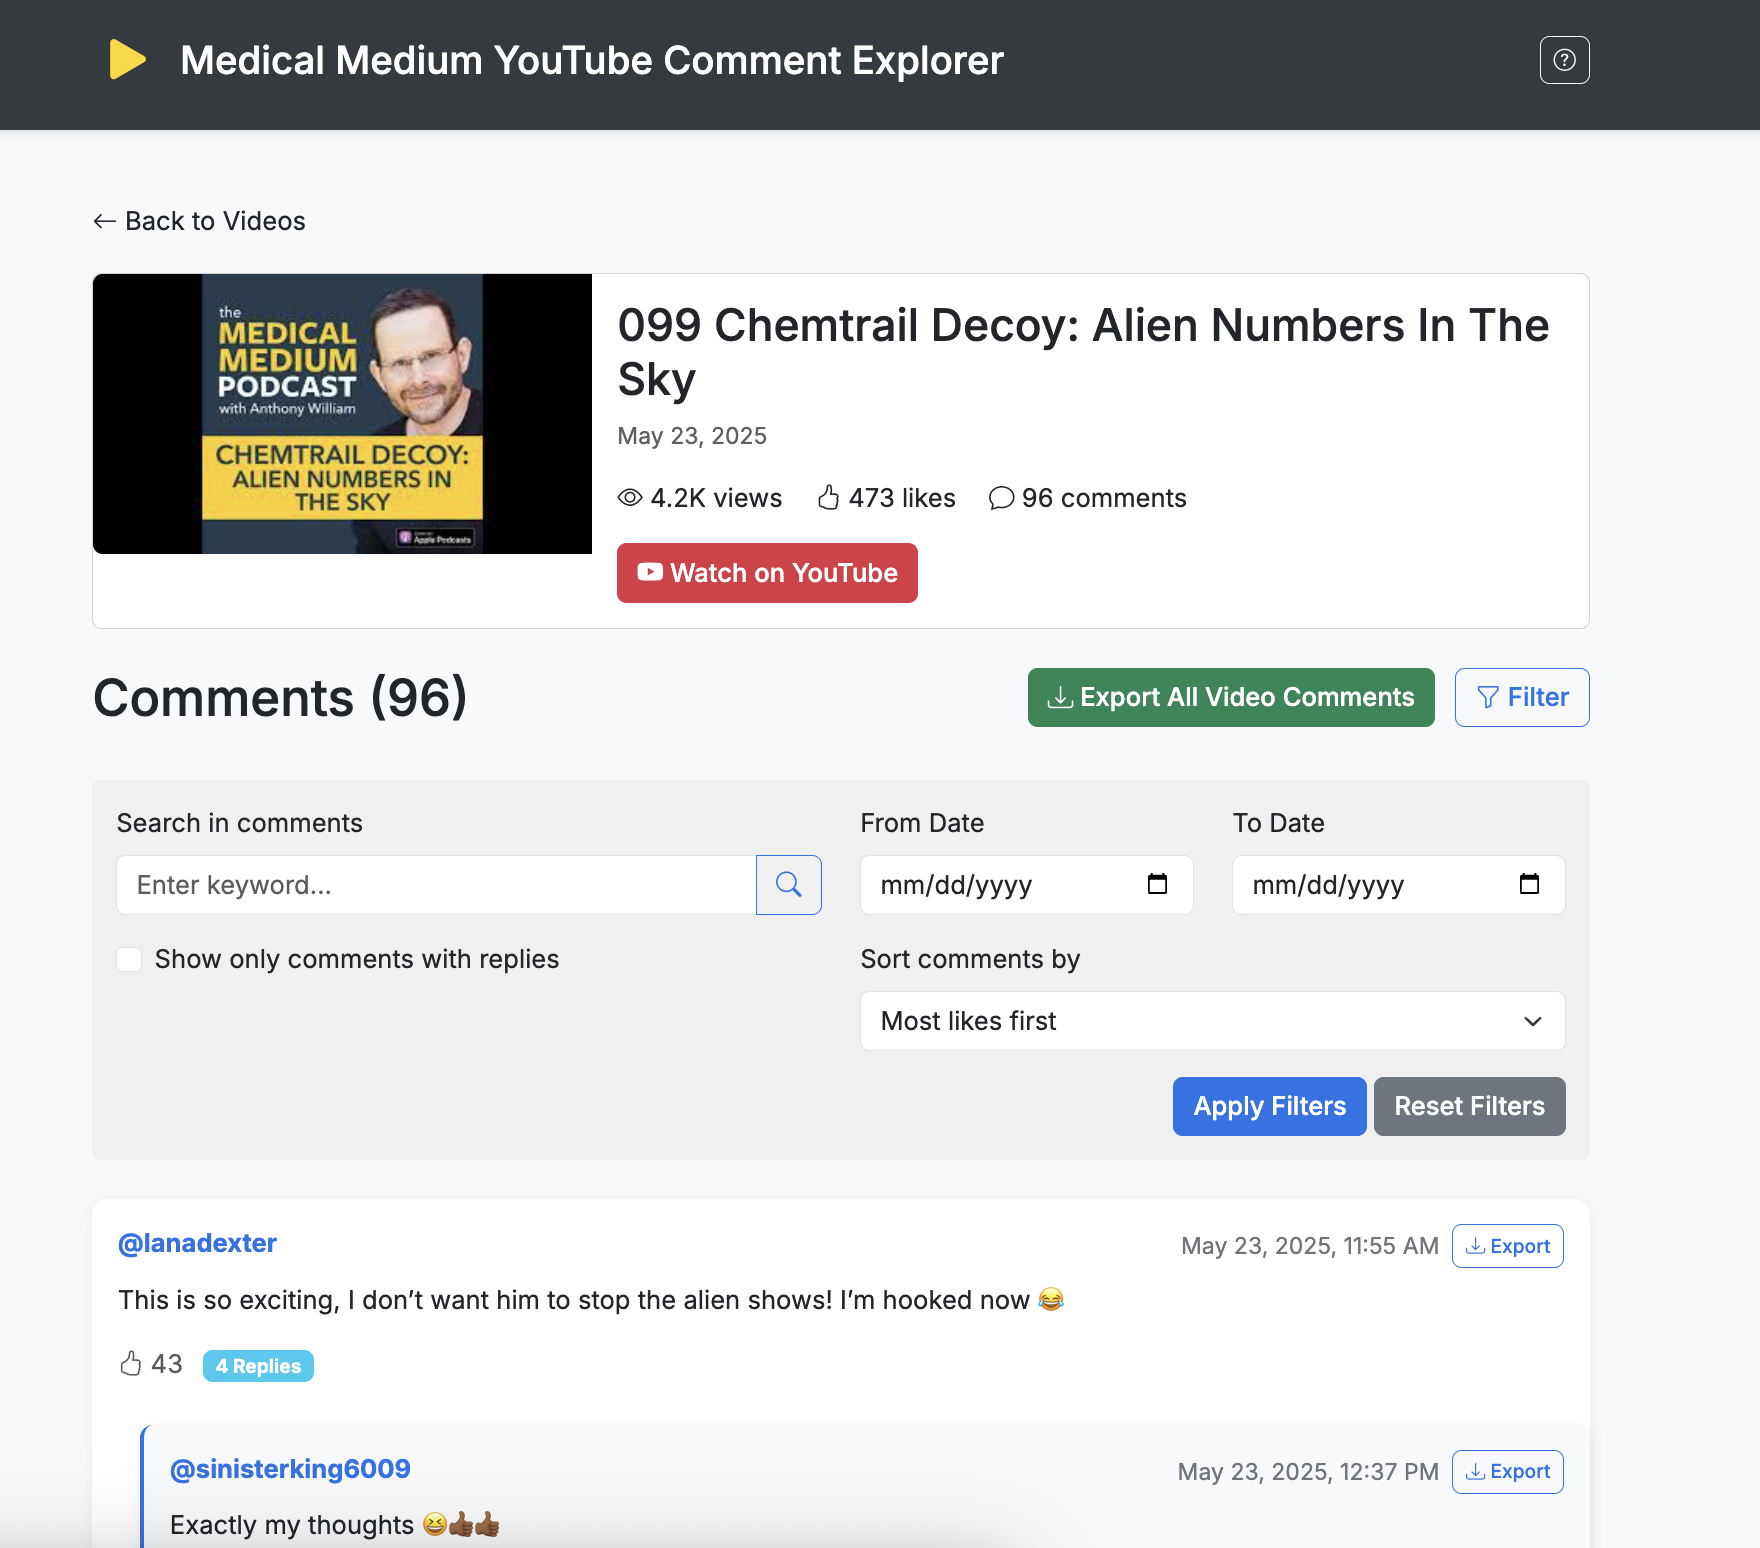 Medical Medium YouTube Comment Explorer
Back to Videos
the
MEDICAL
MEDIUM
PODCAST
with Anthony William
CHEMTRAIL DECOY:
ALIEN NUMBERS IN
THE SKY
Apple Podcasts
099 Chemtrail Decoy: Alien Numbers In The
Sky
May 23, 2025
4.2K views 473 likes 96 comments
Watch on YouTube
Comments (96)
Export All Video Comments
Filter
Search in comments
From Date
To Date
Enter keyword...
mm/dd/yyyy
mm/dd/yyyy
Show only comments with replies
Sort comments by
Most likes first
Apply Filters
Reset Filters
@lanadexter
May 23, 2025, 11:55 AM
Export
This is so exciting, I don’t want him to stop the alien shows! I’m hooked now 😂
43
4 Replies
@sinisterking6009
May 23, 2025, 12:37 PM
Export
Exactly my thoughts 😆👍🏾👍🏾